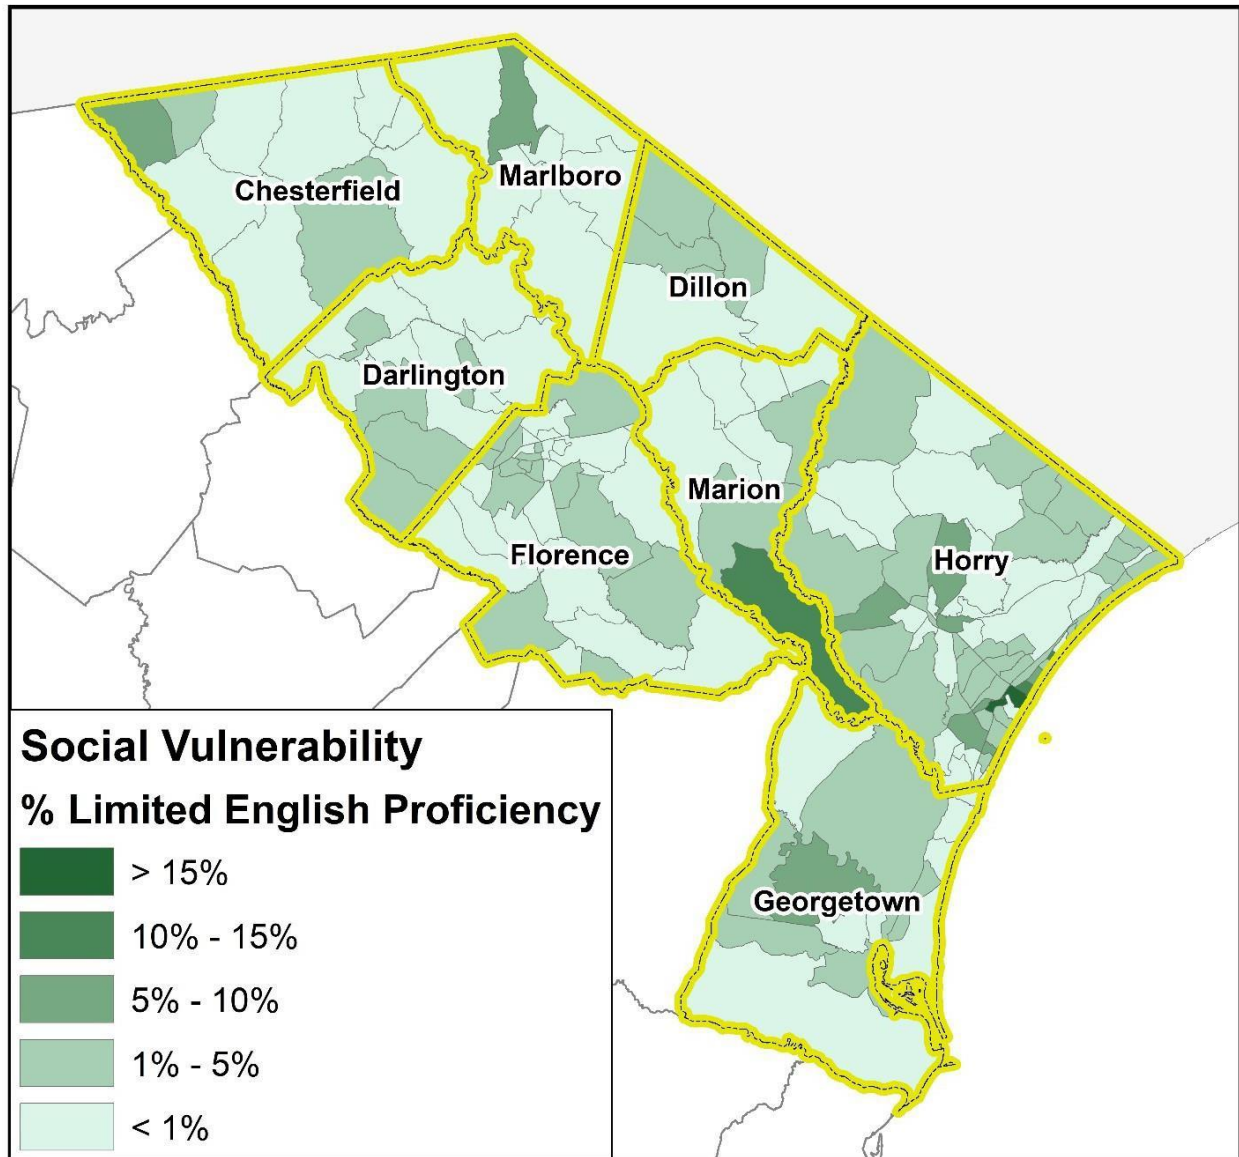 Chesterfield
Marlboro
Dillon
Darlington
Marion
Florence
Horry
Georgetown
Social Vulnerability
% Limited English Proficiency
> 15%
10% - 15%
5% - 10%
1% - 5%
< 1%